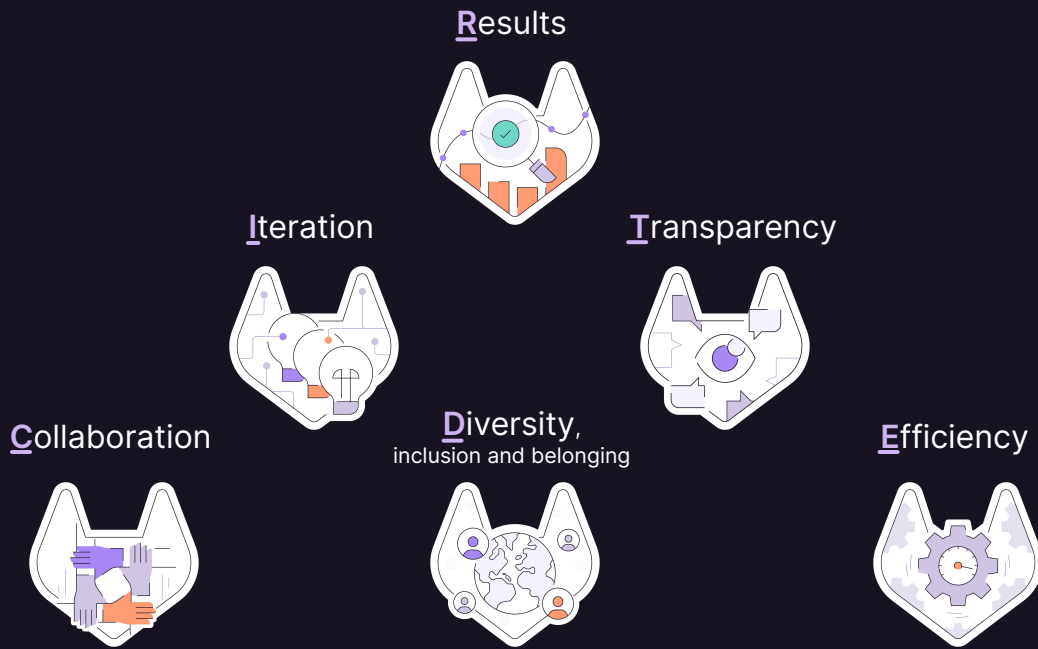 Results
Iteration
Transparency
Collaboration
Diversity,
inclusion and belonging
Efficiency